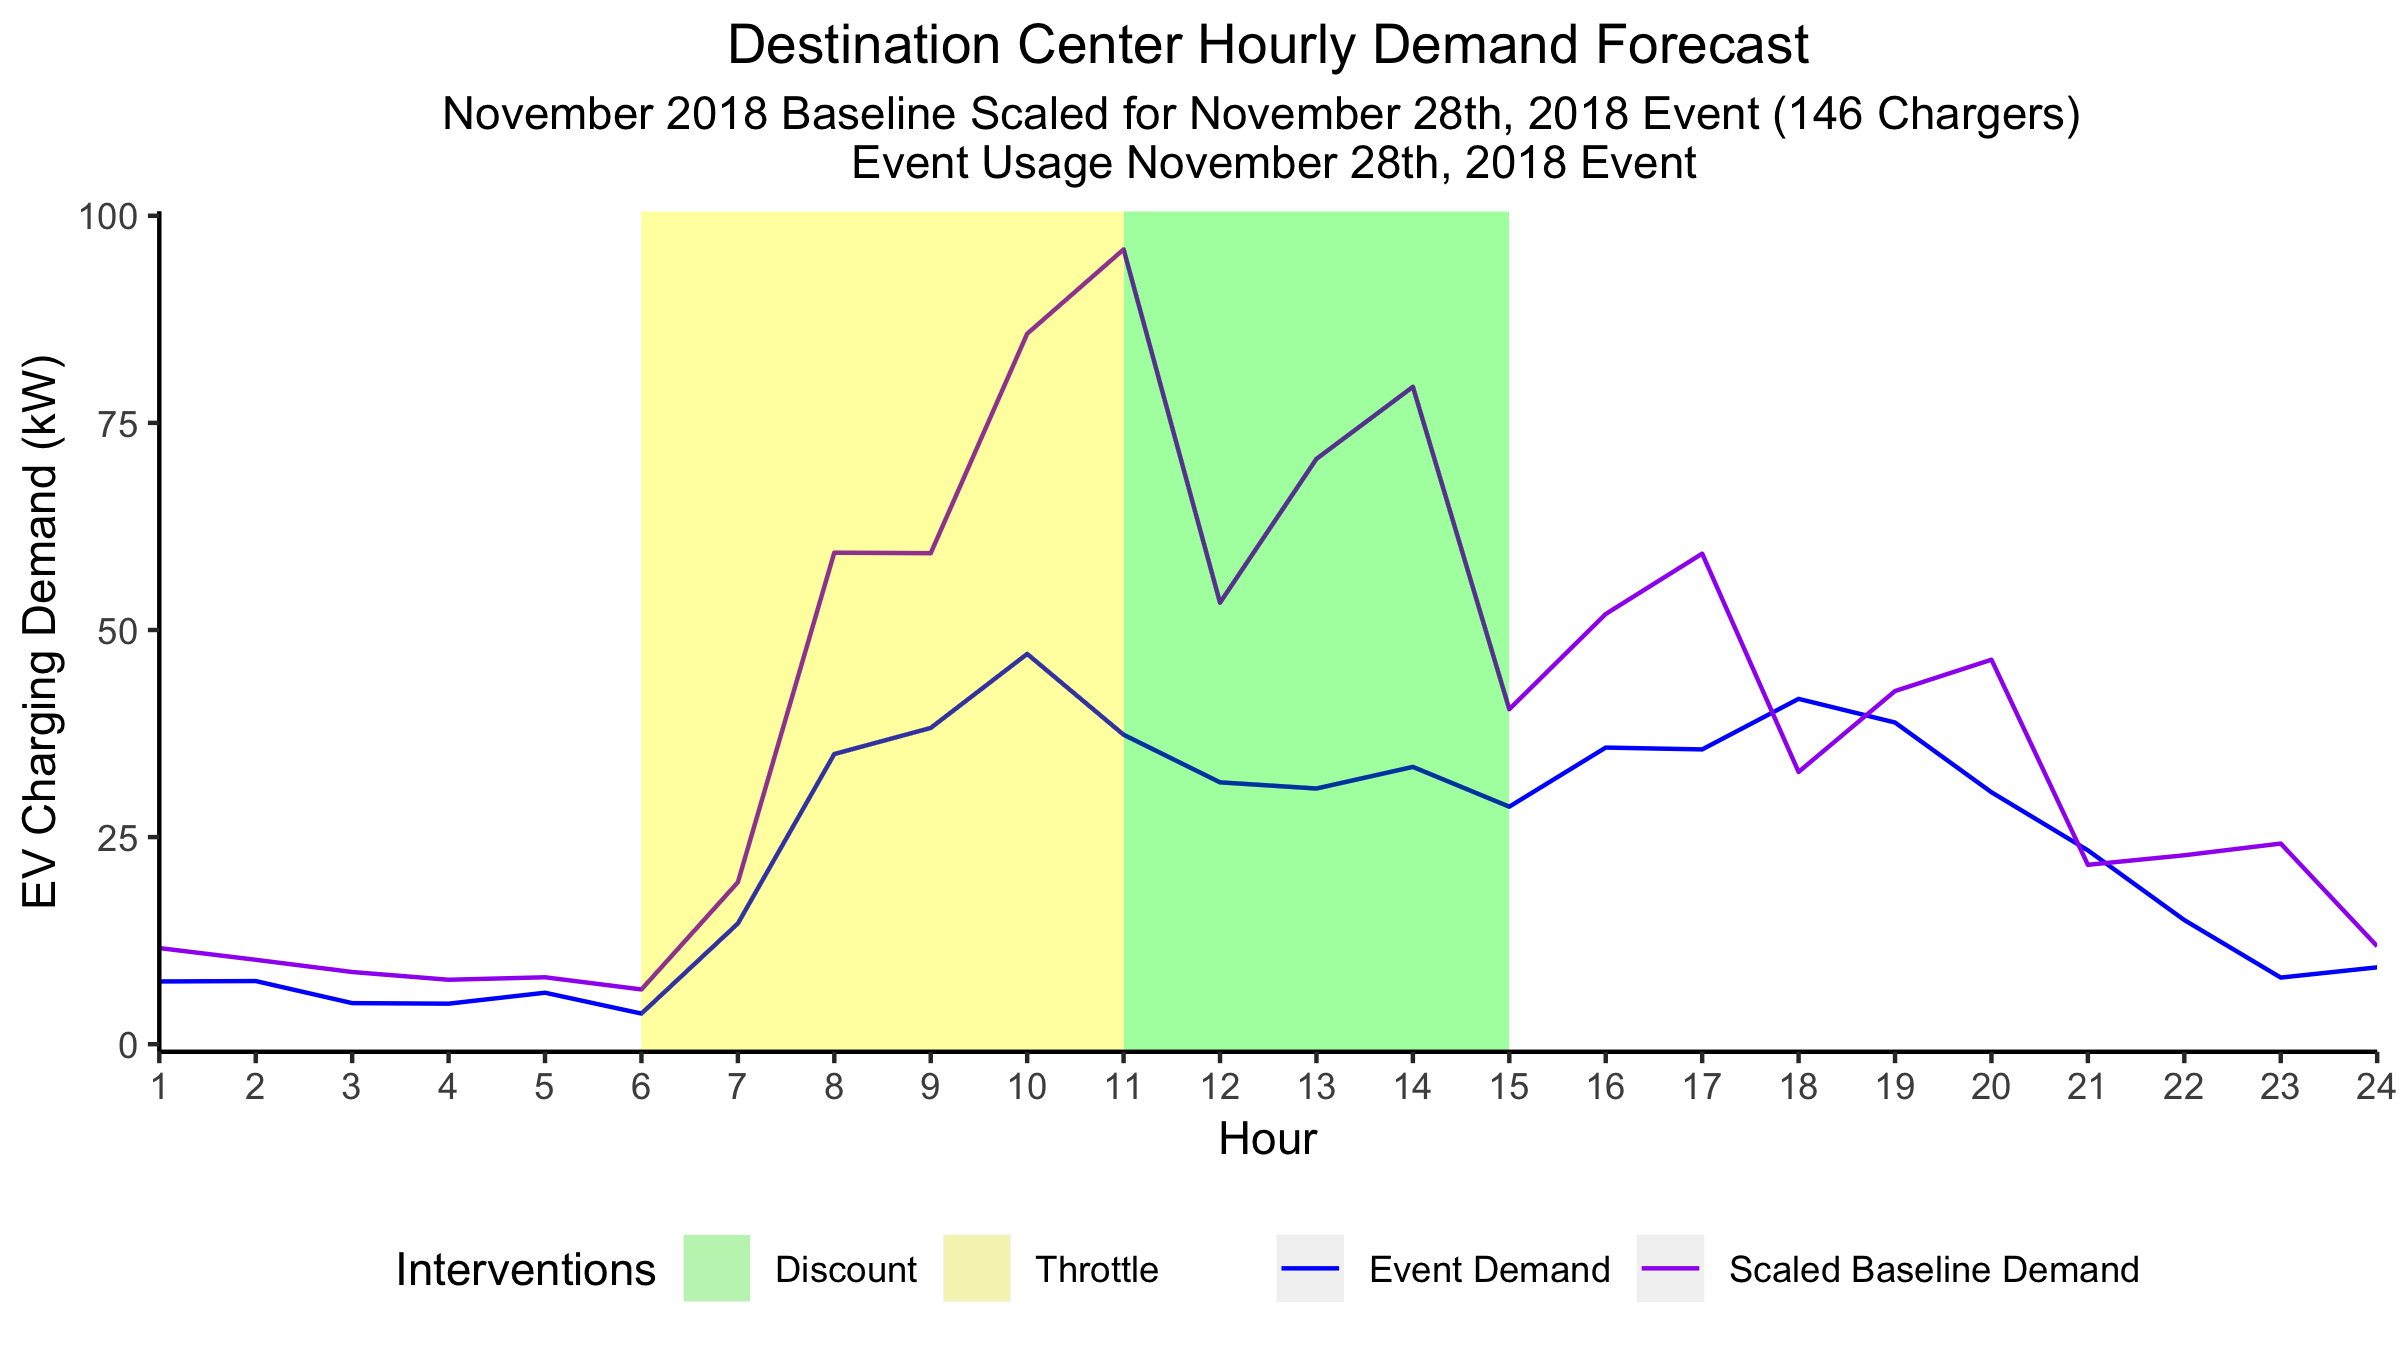 Destination Center Hourly Demand Forecast
November 2018 Baseline Scaled for November 28th, 2018 Event (146 Chargers)
Event Usage November 28th, 2018 Event
EV Charging Demand (kW)
100
75
50
25
0
1 2 3 4 5 6 7 8 9 10 11 12 13 14 15 16 17 18 19 20 21 22 23 24
Hour
Interventions Discount Throttle Event Demand Scaled Baseline Demand